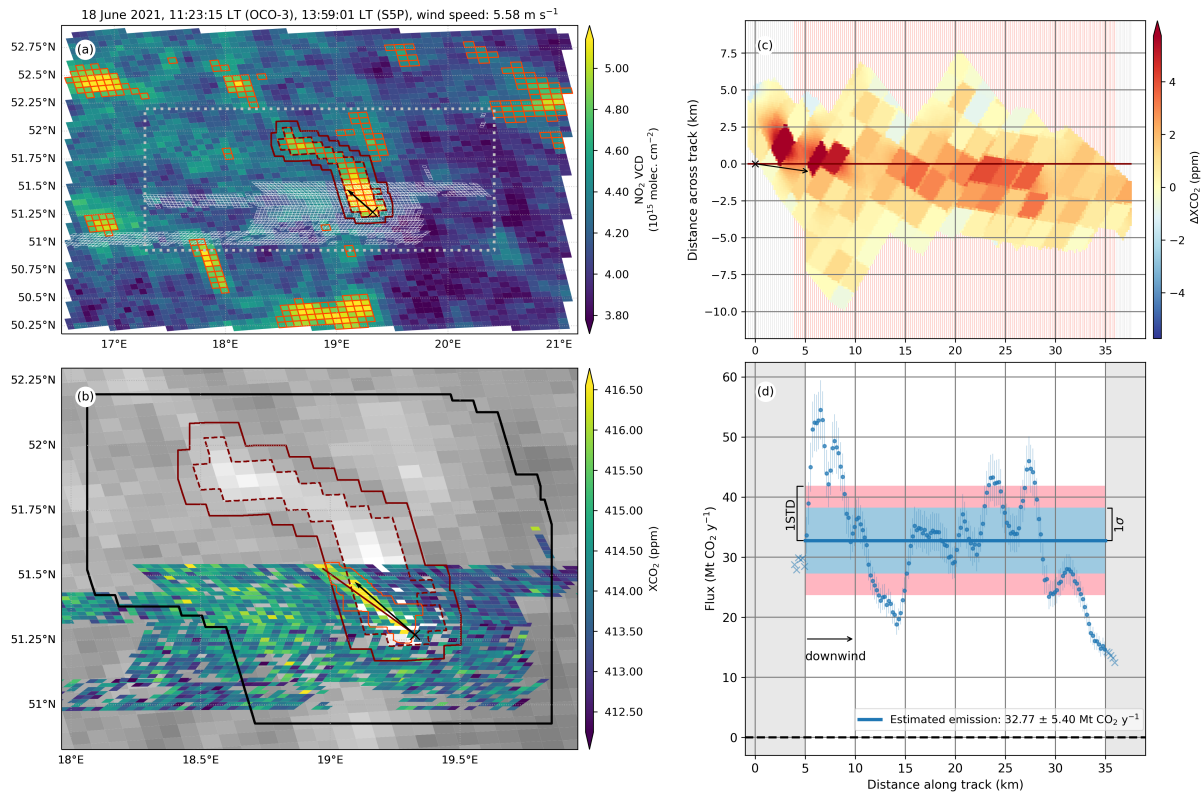 18 June 2021, 11:23:15 LT (OCO-3), 13:59:01 LT (S5P), wind speed: 5.58 m s⁻¹
(a)
52.75°N
52.5°N
52.25°N
52°N
51.75°N
51.5°N
51.25°N
51°N
50.75°N
50.5°N
50.25°N
17°E
18°E
19°E
20°E
21°E
5.00
4.80
4.60
4.40
4.20
4.00
3.80
NO₂ VCD
(10¹⁵ molec. cm⁻²)
(b)
52.25°N
52°N
51.75°N
51.5°N
51.25°N
51°N
18°E
18.5°E
19°E
19.5°E
416.50
416.00
415.50
415.00
414.50
414.00
413.50
413.00
412.50
XCO₂ (ppm)
(c)
7.5
5.0
2.5
0.0
−2.5
−5.0
−7.5
−10.0
Distance across track (km)
0
5
10
15
20
25
30
35
4
2
0
−2
−4
ΔXCO₂ (ppm)
(d)
60
50
40
30
20
10
0
Flux (Mt CO₂ y⁻¹)
1STD
1σ
downwind
Estimated emission: 32.77 ± 5.40 Mt CO₂ y⁻¹
0
5
10
15
20
25
30
35
Distance along track (km)